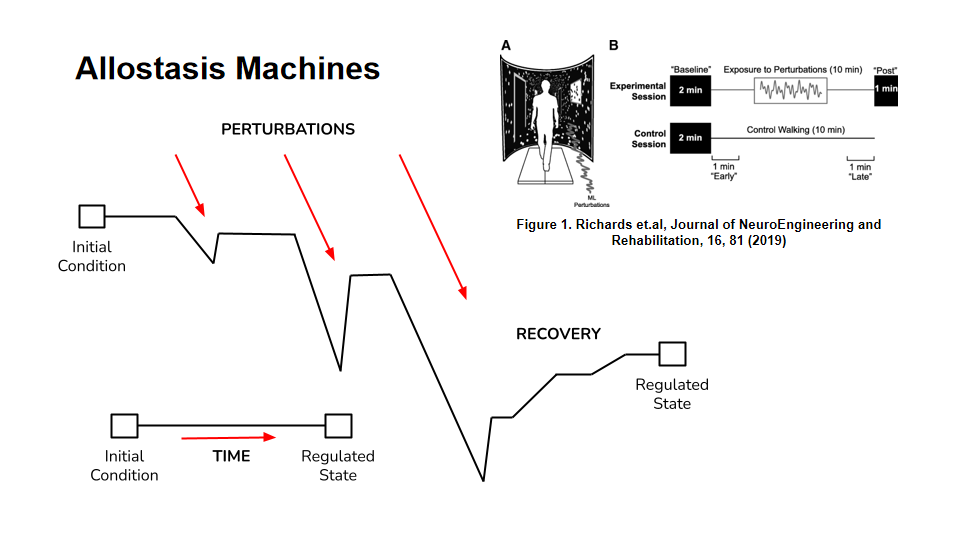 Allostasis Machines
PERTURBATIONS
Initial
Condition
RECOVERY
Regulated
State
Initial
Condition
TIME
Regulated
State
A
ML
Perturbations
B
"Baseline"
Exposure to Perturbations (10 min)
"Post"
Experimental
Session
2 min
1 min
Control
Session
2 min
Control Walking (10 min)
1 min
"Early"
1 min
"Late"
Figure 1. Richards et.al, Journal of NeuroEngineering and
Rehabilitation, 16, 81 (2019)